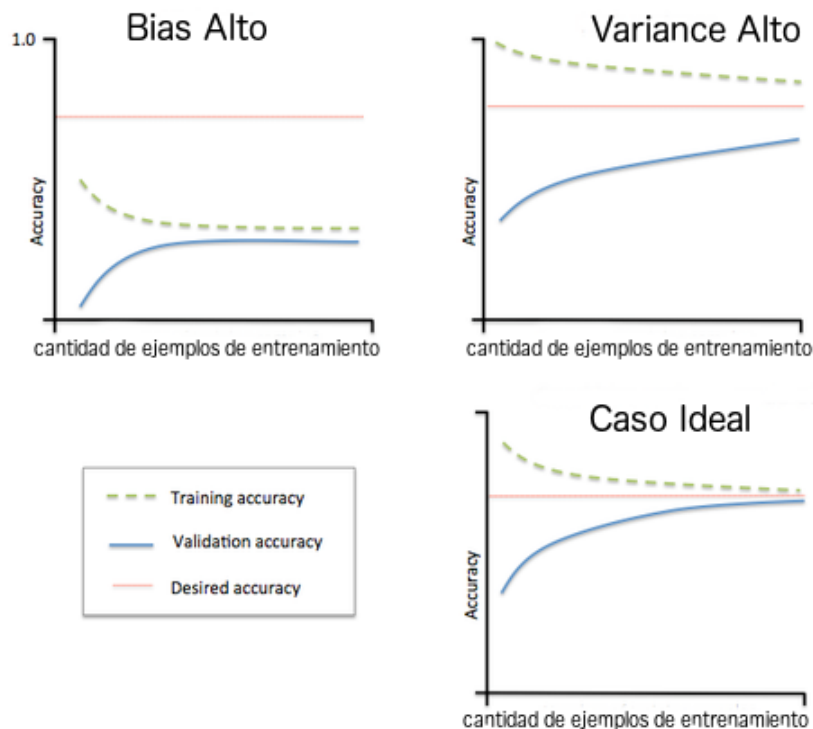 Bias Alto
1.0
Accuracy
cantidad de ejemplos de entrenamiento
Variance Alto
Accuracy
cantidad de ejemplos de entrenamiento
Training accuracy
Validation accuracy
Desired accuracy
Caso Ideal
Accuracy
cantidad de ejemplos de entrenamiento